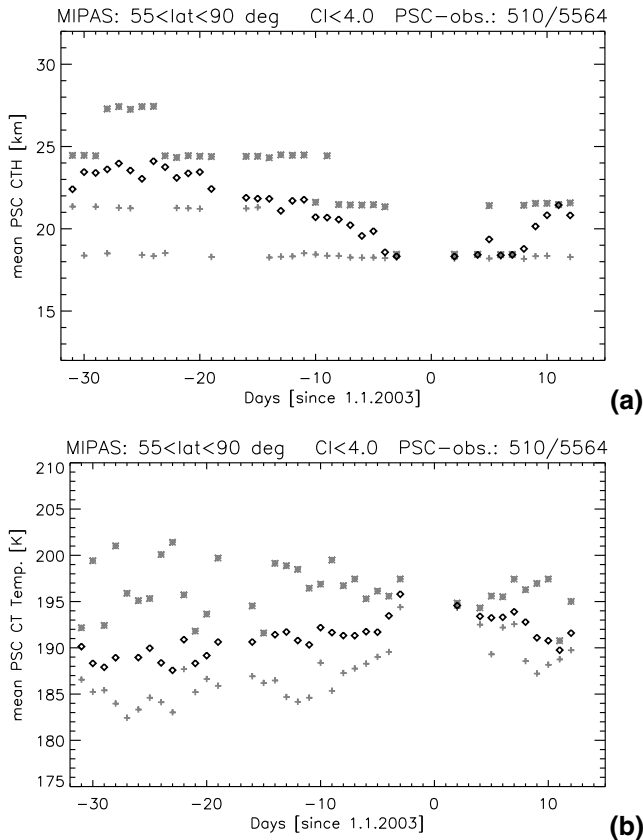 MIPAS: 55<lat<90 deg CI<4.0 PSC-obs.: 510/5564
30
25
20
15
mean PSC CTH [km]
-30 -20 -10 0 10
Days [since 1.1.2003]
(a)
MIPAS: 55<lat<90 deg CI<4.0 PSC-obs.: 510/5564
210
205
200
195
190
185
180
175
mean PSC CT Temp. [K]
-30 -20 -10 0 10
Days [since 1.1.2003]
(b)